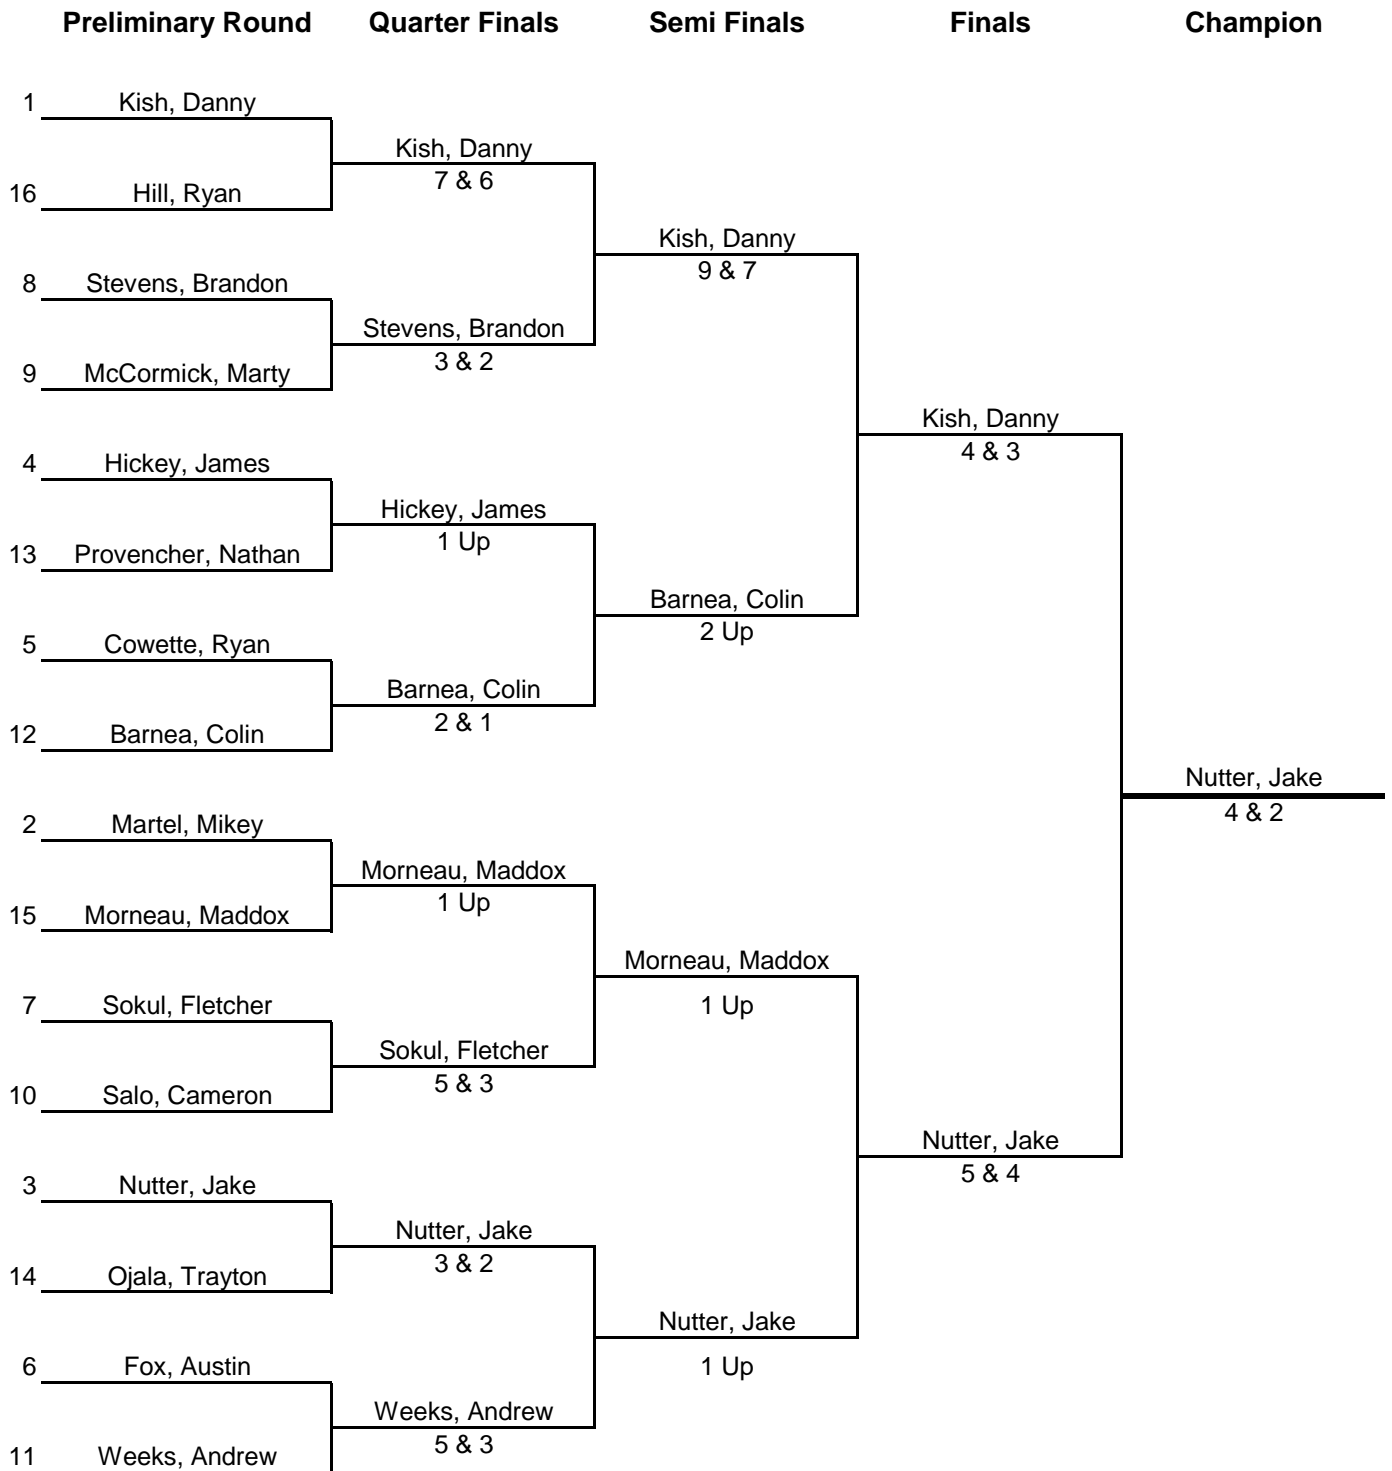 Preliminary Round Quarter Finals Semi Finals Finals Champion
1 Kish, Danny
Kish, Danny
7 & 6
16 Hill, Ryan
Kish, Danny
9 & 7
8 Stevens, Brandon
Stevens, Brandon
3 & 2
9 McCormick, Marty
Kish, Danny
4 & 3
4 Hickey, James
Hickey, James
1 Up
13 Provencher, Nathan
Barnea, Colin
2 Up
5 Cowette, Ryan
Barnea, Colin
2 & 1
12 Barnea, Colin
Nutter, Jake
4 & 2
2 Martel, Mikey
Morneau, Maddox
1 Up
15 Morneau, Maddox
Morneau, Maddox
1 Up
7 Sokul, Fletcher
Sokul, Fletcher
5 & 3
10 Salo, Cameron
Nutter, Jake
5 & 4
3 Nutter, Jake
Nutter, Jake
3 & 2
14 Ojala, Trayton
Nutter, Jake
1 Up
6 Fox, Austin
Weeks, Andrew
5 & 3
11 Weeks, Andrew